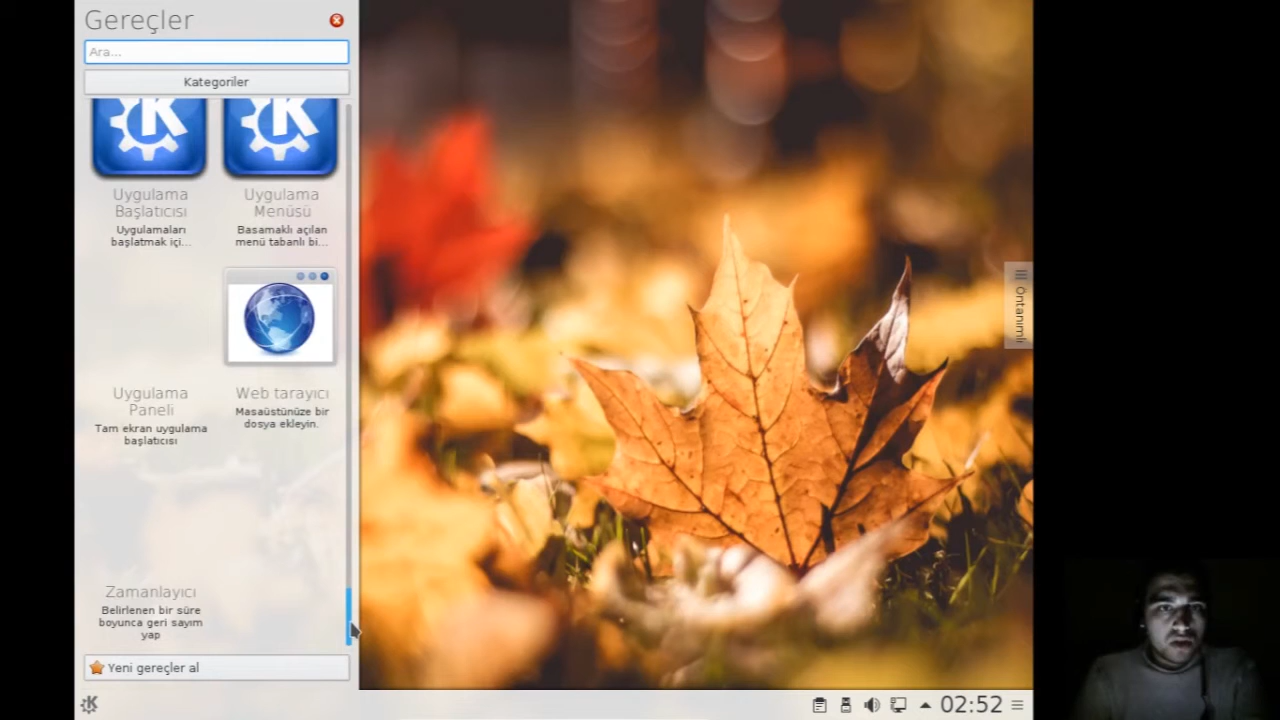 Gereçler
Ara...
Kategoriler
Uygulama
Başlatıcısı
Uygulamaları
başlatmak içi...
Uygulama
Menüsü
Basamaklı açılan
menü tabanlı bi...
Uygulama
Paneli
Tam ekran uygulama
başlatıcısı
Web tarayıcı
Masaüstünüze bir
dosya ekleyin.
Zamanlayıcı
Belirlenen bir süre
boyunca geri sayım
yap
Yeni gereçler al
Öntanımlı
02:52